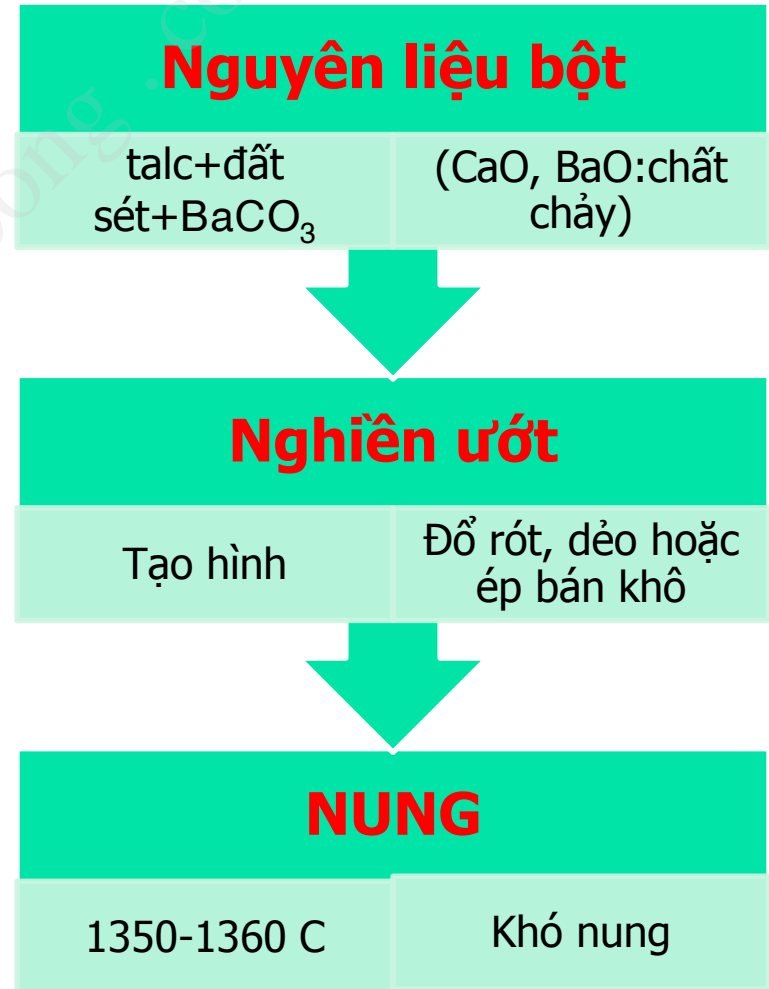 Nguyên liệu bột
talc+đất
sét+BaCO₃
(CaO, BaO:chất
chảy)
Nghiền ướt
Tạo hình
Đổ rót, dẻo hoặc
ép bán khô
NUNG
1350-1360 C
Khó nung